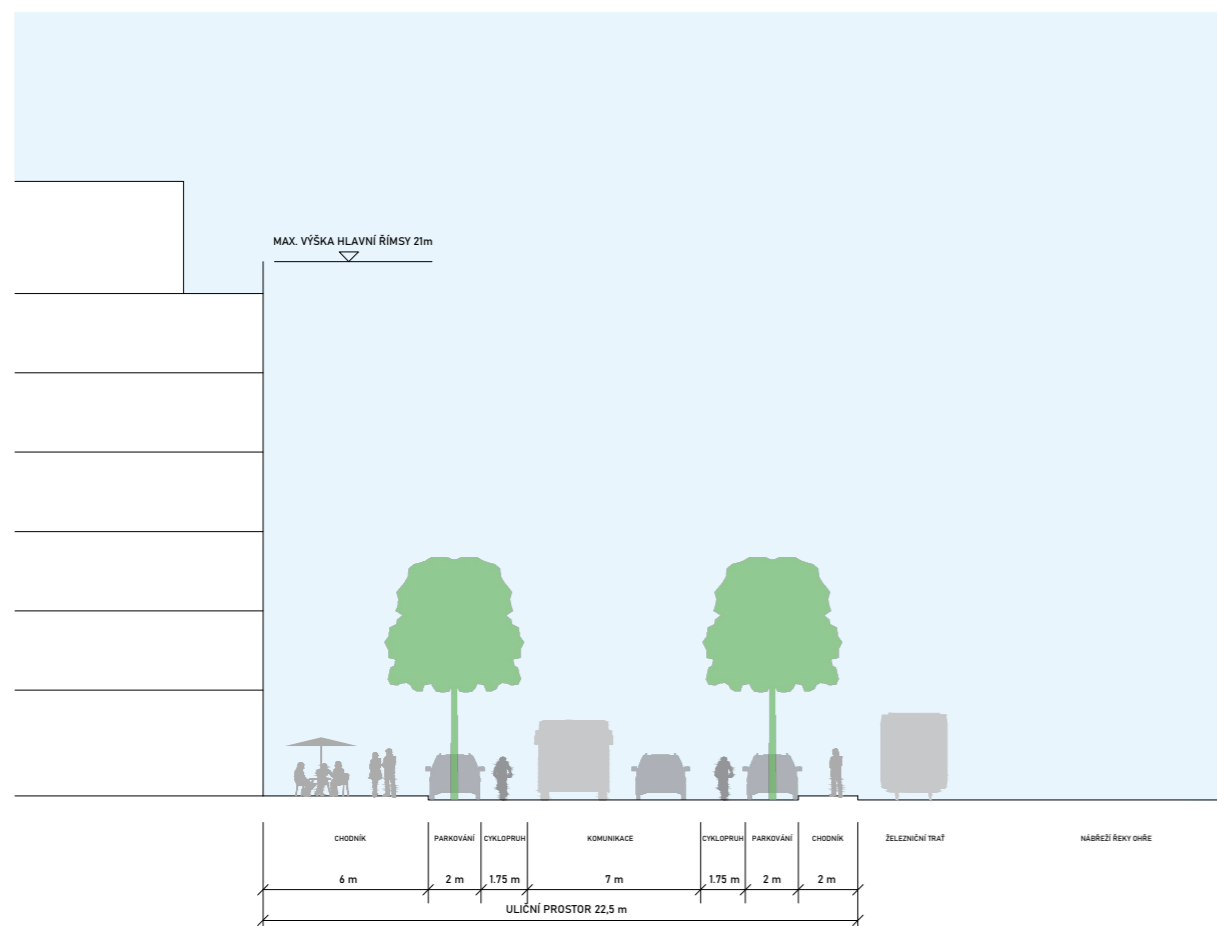 MAX. VÝŠKA HLAVNÍ ŘÍMSY 21m
CHODNÍK PARKOVÁNÍ CYKLOPRUH KOMUNIKACE CYKLOPRUH PARKOVÁNÍ CHODNÍK ŽELEZNIČNÍ TRAŤ NÁBŘEŽÍ ŘEKY OHŘE
6 m 2 m 1.75 m 7 m 1.75 m 2 m 2 m
ULIČNÍ PROSTOR 22,5 m